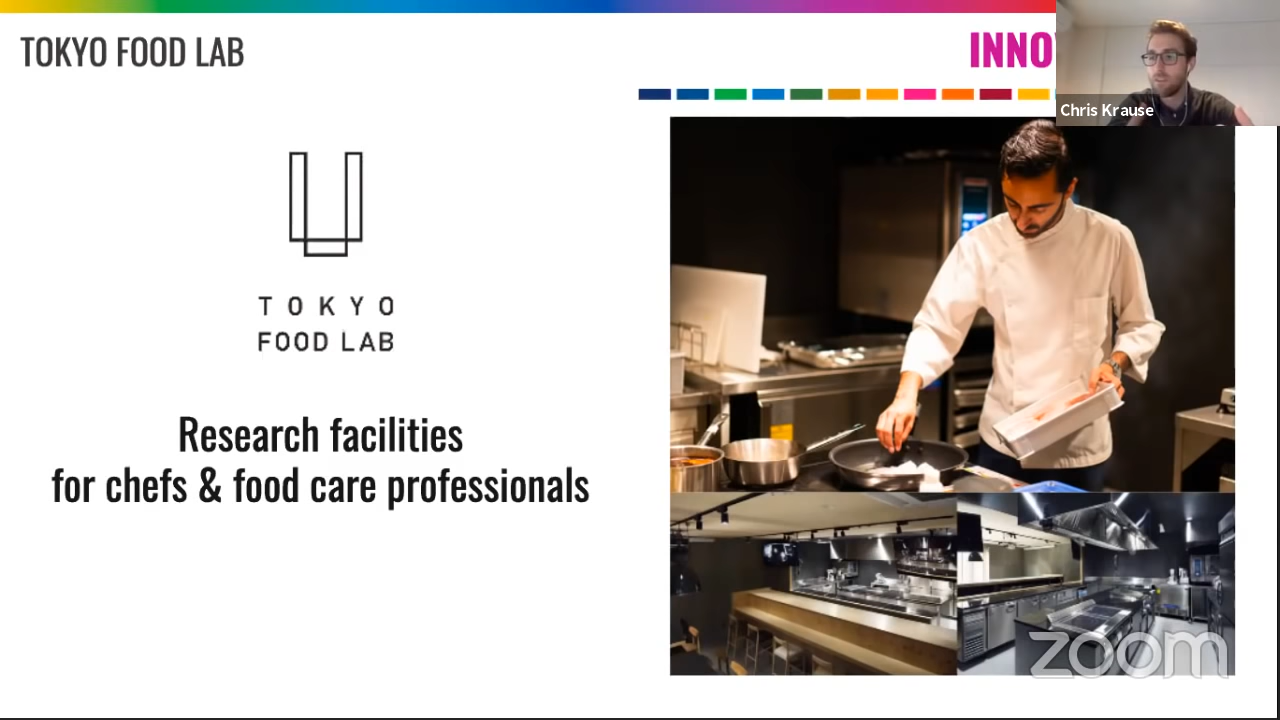 TOKYO FOOD LAB
INNO
Chris Krause
TOKYO
FOOD LAB
Research facilities
for chefs & food care professionals
zoom